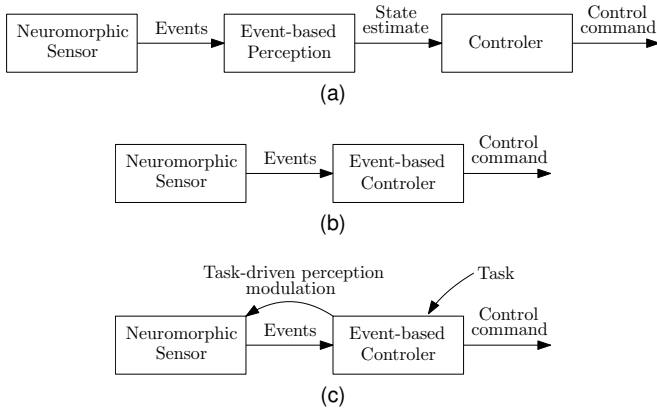 Neuromorphic
Sensor
Events
Event-based
Perception
State
estimate
Controler
Control
command
(a)
Neuromorphic
Sensor
Events
Event-based
Controler
Control
command
(b)
Task-driven perception
modulation
Task
Neuromorphic
Sensor
Events
Event-based
Controler
Control
command
(c)